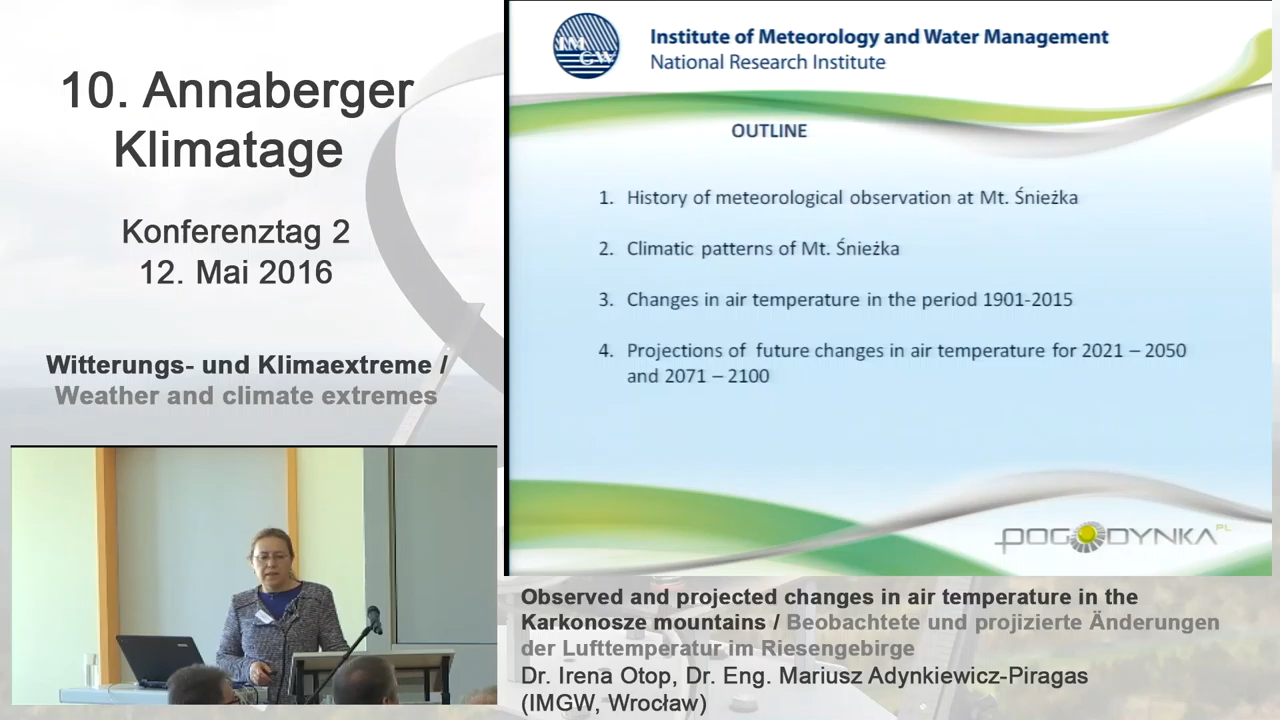 10. Annaberger
Klimatage
Konferenztag 2
12. Mai 2016
Witterungs- und Klimaextreme /
Weather and climate extremes
IM
GW
Institute of Meteorology and Water Management
National Research Institute
OUTLINE
1. History of meteorological observation at Mt. Śnieżka
2. Climatic patterns of Mt. Śnieżka
3. Changes in air temperature in the period 1901-2015
4. Projections of future changes in air temperature for 2021 – 2050
and 2071 – 2100
POGODYNKA.PL
Observed and projected changes in air temperature in the
Karkonosze mountains / Beobachtete und projizierte Änderungen
der Lufttemperatur im Riesengebirge
Dr. Irena Otop, Dr. Eng. Mariusz Adynkiewicz-Piragas
(IMGW, Wrocław)